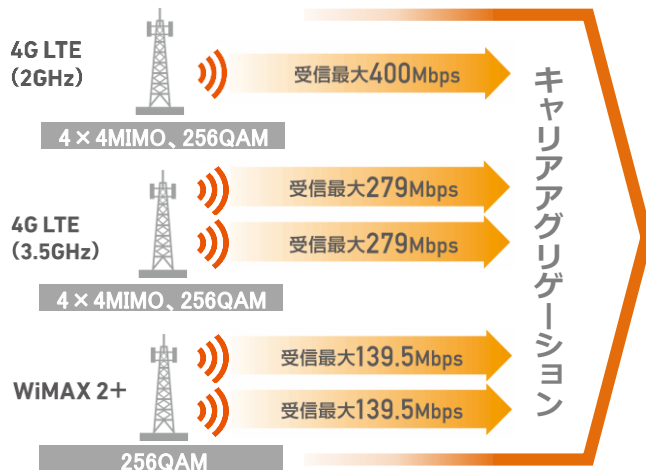 4G LTE
(2GHz)
受信最大400Mbps
4×4MIMO、256QAM
4G LTE
(3.5GHz)
受信最大279Mbps
受信最大279Mbps
4×4MIMO、256QAM
WiMAX 2+
受信最大139.5Mbps
受信最大139.5Mbps
256QAM
キャリアアグリゲーション